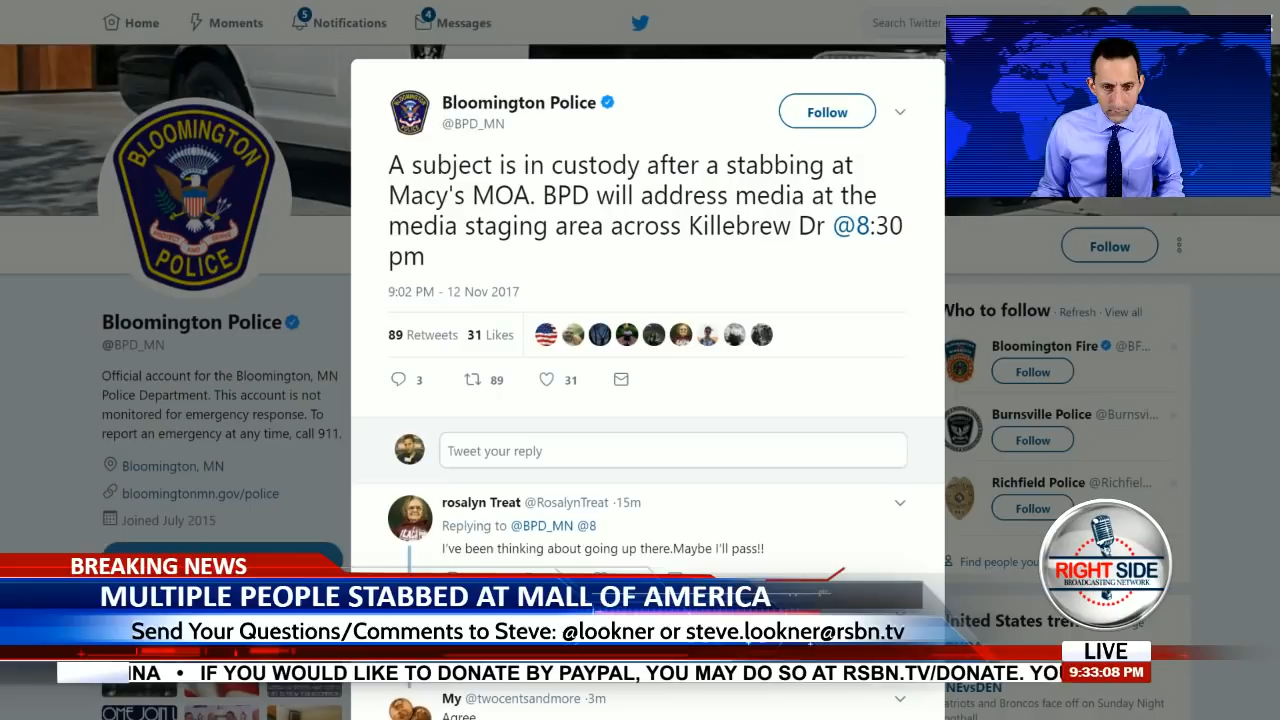 Home
Moments
5
Notifications
4
Messages
Search Twitter
BLOOMINGTON
PROTECT AND SERVE
POLICE
Bloomington Police
@BPD_MN
Follow
A subject is in custody after a stabbing at
Macy's MOA. BPD will address media at the
media staging area across Killebrew Dr @8:30
pm
9:02 PM - 12 Nov 2017
89 Retweets 31 Likes
3
89
31
Tweet your reply
rosalyn Treat @RosalynTreat · 15m
Replying to @BPD_MN @8
I've been thinking about going up there.Maybe I'll pass!!
Bloomington Police
@BPD_MN
Official account for the Bloomington, MN
Police Department. This account is not
monitored for emergency response. To
report an emergency at any time, call 911.
Bloomington, MN
bloomingtonmn.gov/police
Joined July 2015
Follow
Who to follow · Refresh · View all
Bloomington Fire @BF...
Follow
Burnsville Police @Burnsvi...
Follow
Richfield Police @Richfiel...
Follow
Find people you
United States tre
RIGHT SIDE
BROADCASTING NETWORK
BREAKING NEWS
MULTIPLE PEOPLE STABBED AT MALL OF AMERICA
Send Your Questions/Comments to Steve: @lookner or steve.lookner@rsbn.tv
LIVE
9:33:08 PM
INA • IF YOU WOULD LIKE TO DONATE BY PAYPAL, YOU MAY DO SO AT RSBN.TV/DONATE. YO
My @twocentsandmore · 3m
Agree
NEvsDEN
atriots and Broncos face off on Sunday Night
ootball